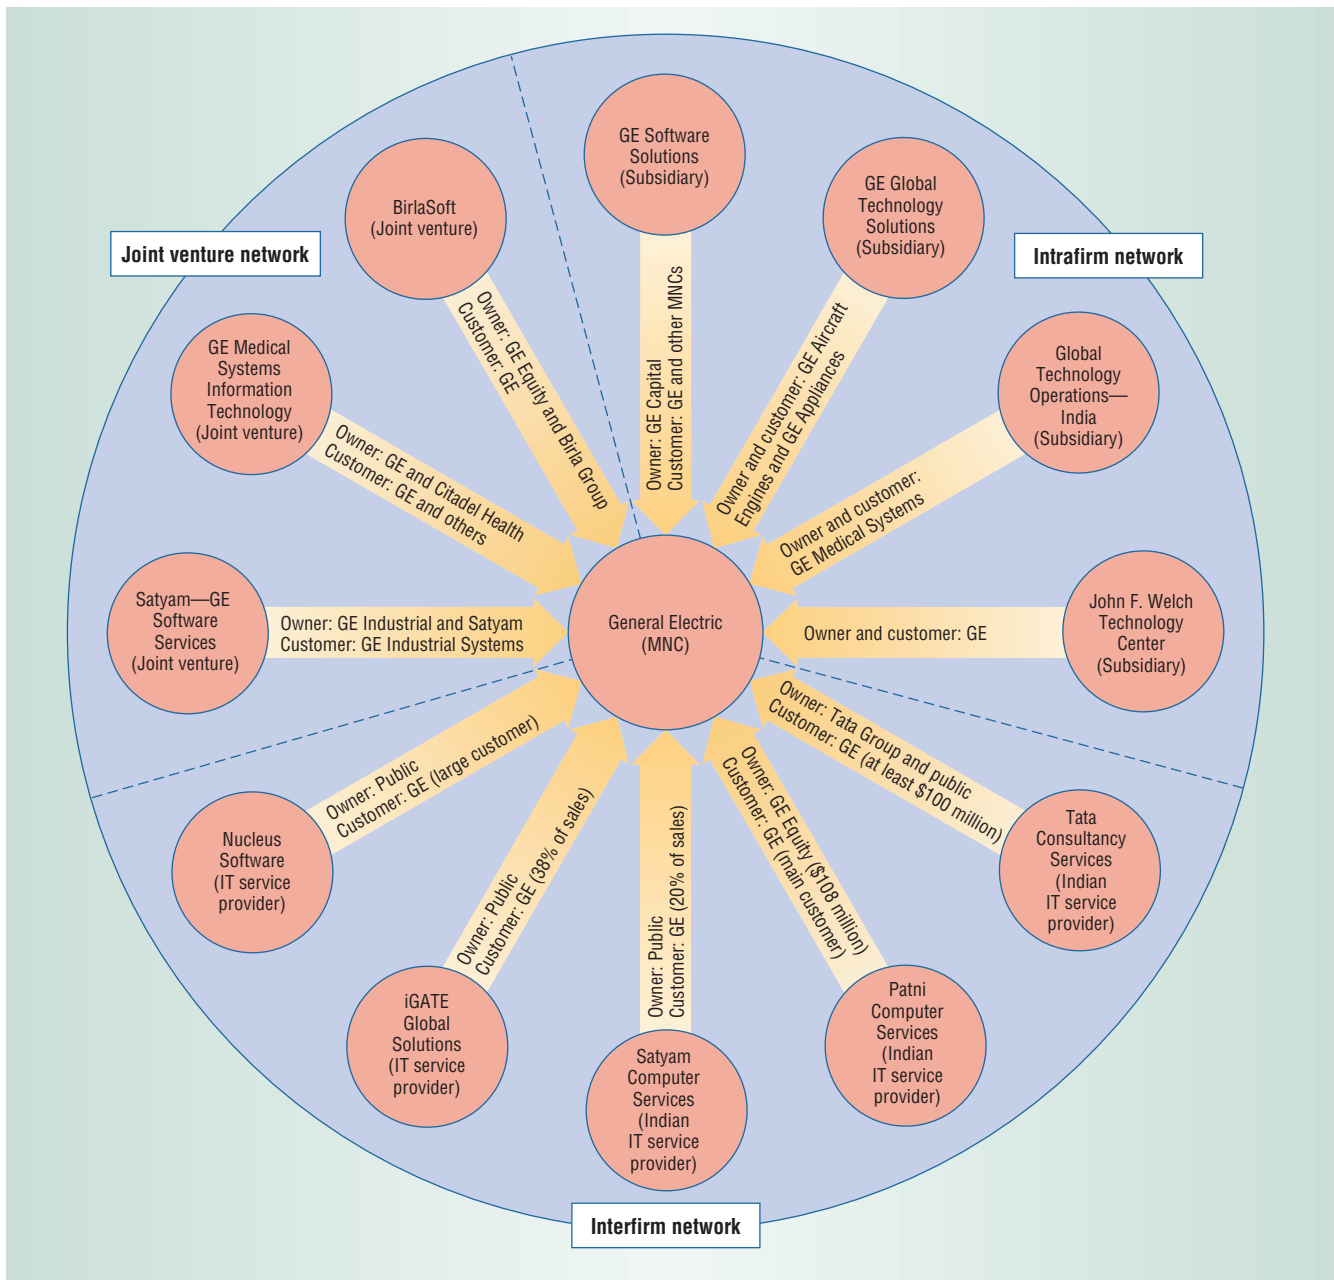 GE Software
Solutions
(Subsidiary)
GE Global
Technology
Solutions
(Subsidiary)
BirlaSoft
(Joint venture)
Joint venture network
Intrafirm network
GE Medical
Systems
Information
Technology
(Joint venture)
Global
Technology
Operations—
India
(Subsidiary)
Owner: GE Equity and Birla Group
Customer: GE
Owner: GE Capital
Customer: GE and other MNCs
Owner and customer: GE Aircraft
Engines and GE Appliances
Owner: GE and Citadel Health
Customer: GE and others
Owner and customer:
GE Medical Systems
Satyam—GE
Software
Services
(Joint venture)
Owner: GE Industrial and Satyam
Customer: GE Industrial Systems
General Electric
(MNC)
Owner and customer: GE
John F. Welch
Technology
Center
(Subsidiary)
Owner: Public
Customer: GE (large customer)
Owner: Public
Customer: GE (38% of sales)
Owner: Public
Customer: GE (20% of sales)
Owner: GE Equity ($108 million)
Customer: GE (main customer)
Owner: Tata Group and public
Customer: GE (at least $100 million)
Nucleus
Software
(IT service
provider)
Tata
Consultancy
Services
(Indian
IT service
provider)
iGATE
Global
Solutions
(IT service
provider)
Satyam
Computer
Services
(Indian
IT service
provider)
Patni
Computer
Services
(Indian
IT service
provider)
Interfirm network